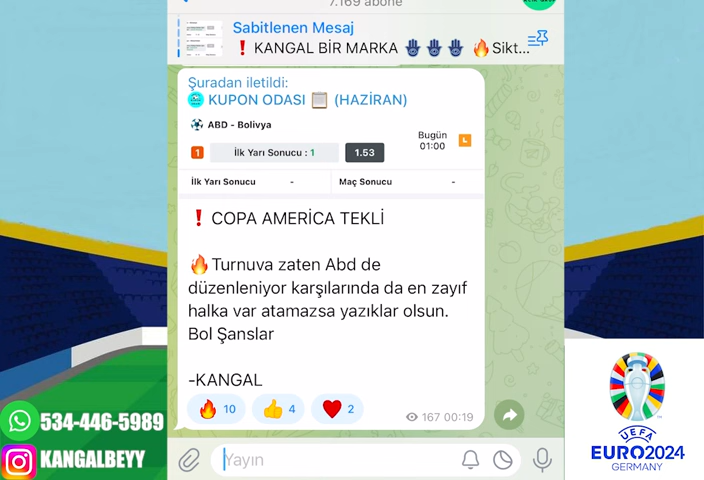 7.169 abone
Sabitlenen Mesaj
❗ KANGAL BİR MARKA 🪬🪬🪬 🔥Sikt...
Şuradan iletildi:
KUPON ODASI 📋 (HAZİRAN)
⚽ ABD - Bolivya
Bugün
01:00
1 İlk Yarı Sonucu : 1 1.53
İlk Yarı Sonucu - Maç Sonucu -
❗ COPA AMERİCA TEKLİ
🔥Turnuva zaten Abd de
düzenleniyor karşılarında da en zayıf
halka var atamazsa yazıklar olsun.
Bol Şanslar
-KANGAL
🔥 10 👍 4 ❤️ 2
167 00:19
Yayın
534-446-5989
KANGALBEYY
UEFA
EURO2024
GERMANY